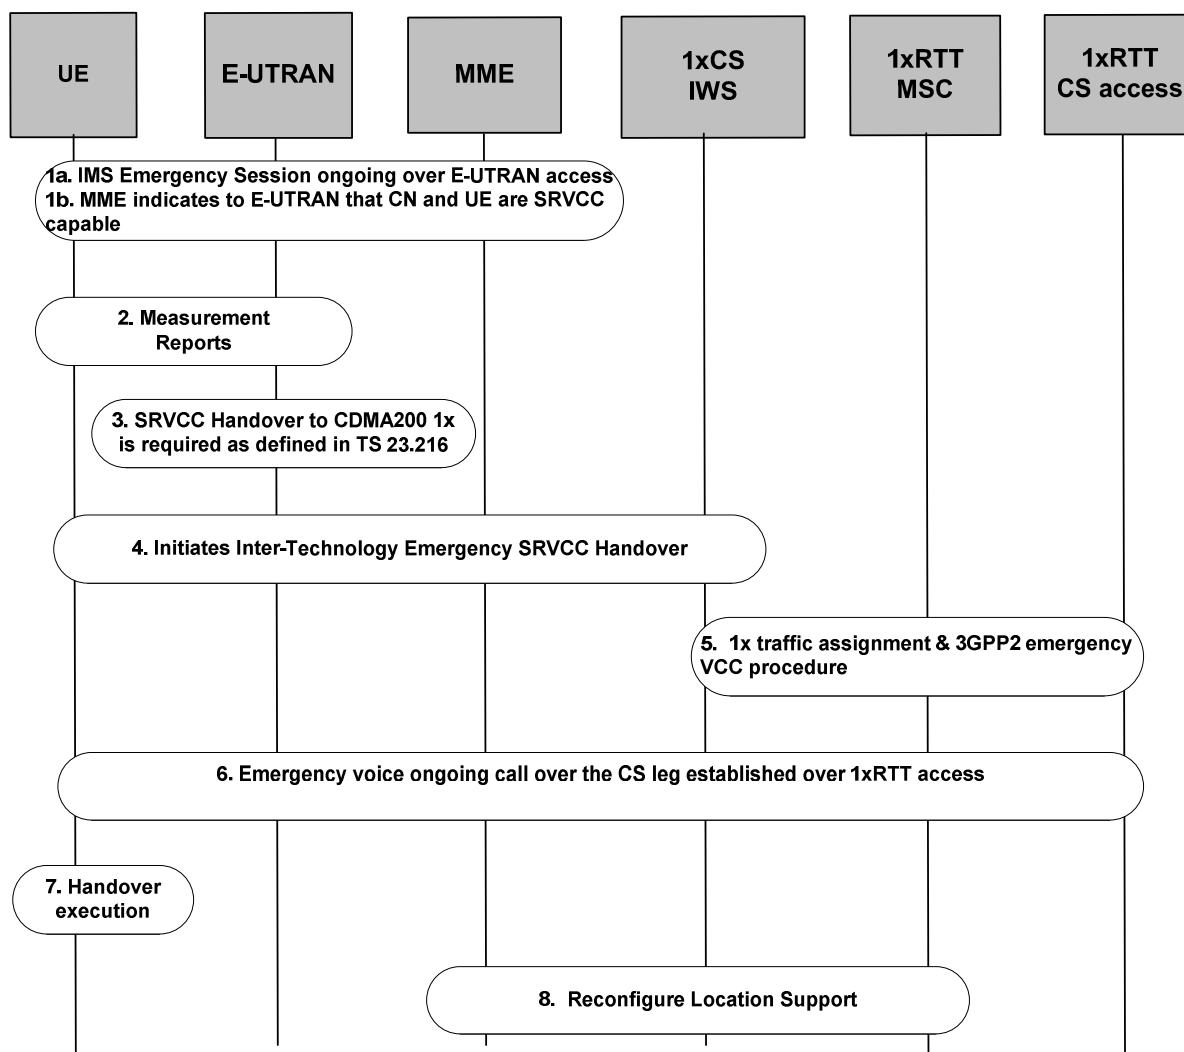 UE
E-UTRAN
MME
1xCS
IWS
1xRTT
MSC
1xRTT
CS access
1a. IMS Emergency Session ongoing over E-UTRAN access
1b. MME indicates to E-UTRAN that CN and UE are SRVCC
capable
2. Measurement
Reports
3. SRVCC Handover to CDMA200 1x
is required as defined in TS 23.216
4. Initiates Inter-Technology Emergency SRVCC Handover
5. 1x traffic assignment & 3GPP2 emergency
VCC procedure
6. Emergency voice ongoing call over the CS leg established over 1xRTT access
7. Handover
execution
8. Reconfigure Location Support